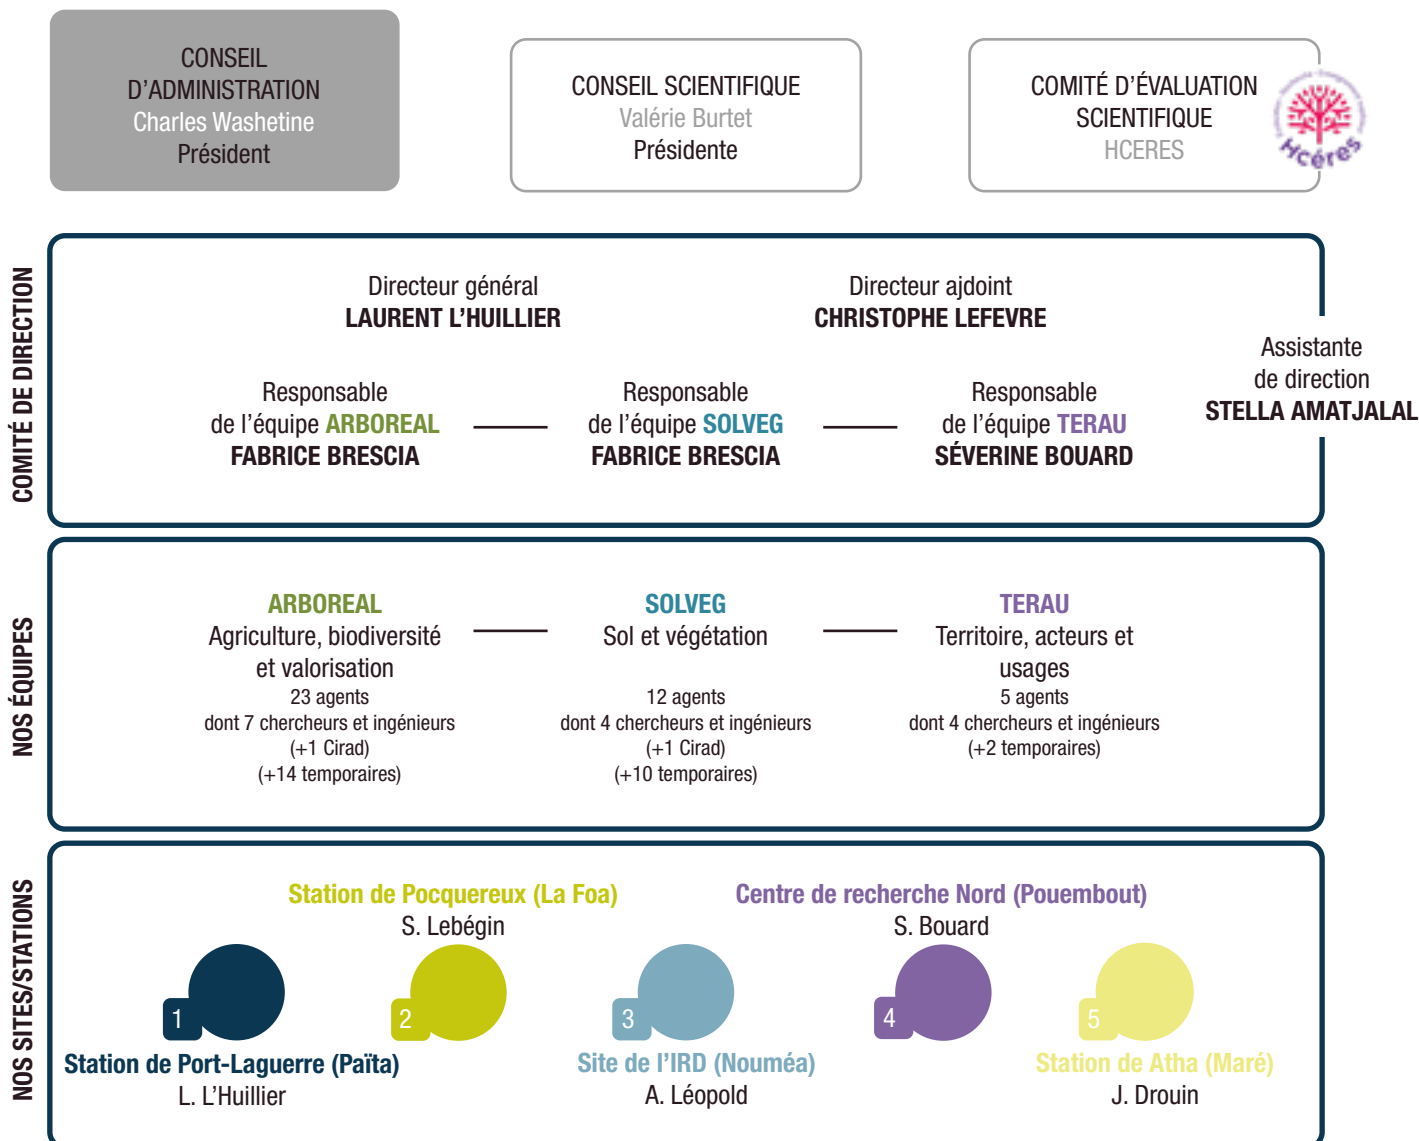 CONSEIL
D’ADMINISTRATION
Charles Washetine
Président
CONSEIL SCIENTIFIQUE
Valérie Burtet
Présidente
COMITÉ D’ÉVALUATION
SCIENTIFIQUE
HCERES
Hcéres
COMITÉ DE DIRECTION
Directeur général
LAURENT L’HUILLIER
Directeur ajdoint
CHRISTOPHE LEFEVRE
Assistante
de direction
STELLA AMATJALAL
Responsable
de l’équipe ARBOREAL
FABRICE BRESCIA
Responsable
de l’équipe SOLVEG
FABRICE BRESCIA
Responsable
de l’équipe TERAU
SÉVERINE BOUARD
NOS ÉQUIPES
ARBOREAL
Agriculture, biodiversité
et valorisation
23 agents
dont 7 chercheurs et ingénieurs
(+1 Cirad)
(+14 temporaires)
SOLVEG
Sol et végétation
12 agents
dont 4 chercheurs et ingénieurs
(+1 Cirad)
(+10 temporaires)
TERAU
Territoire, acteurs et
usages
5 agents
dont 4 chercheurs et ingénieurs
(+2 temporaires)
NOS SITES/STATIONS
Station de Pocquereux (La Foa)
S. Lebégin
Centre de recherche Nord (Pouembout)
S. Bouard
1
2
3
4
5
Station de Port-Laguerre (Païta)
L. L’Huillier
Site de l’IRD (Nouméa)
A. Léopold
Station de Atha (Maré)
J. Drouin